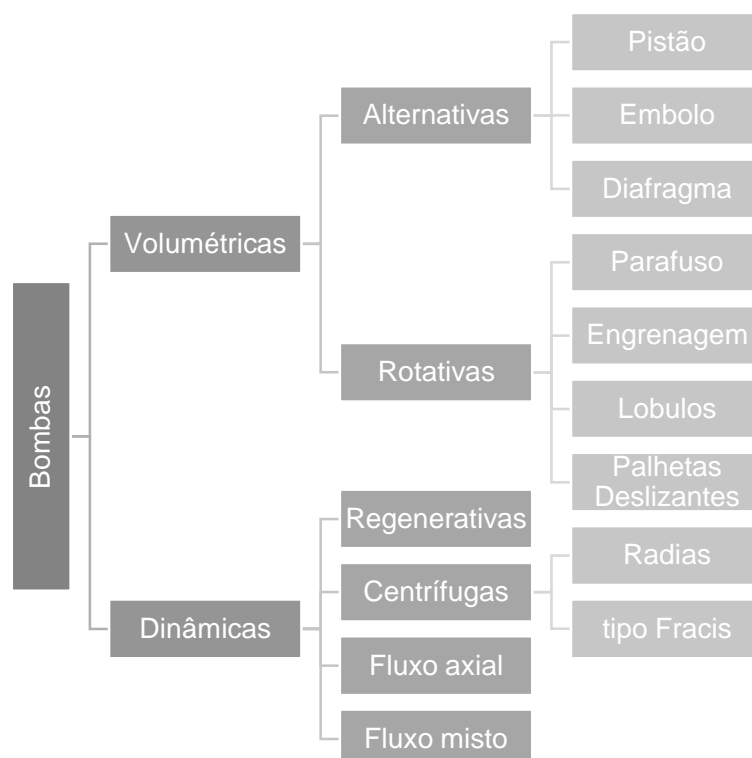 Bombas
Volumétricas
Alternativas
Pistão
Embolo
Diafragma
Rotativas
Parafuso
Engrenagem
Lobulos
Palhetas
Deslizantes
Dinâmicas
Regenerativas
Centrífugas
Radias
tipo Fracis
Fluxo axial
Fluxo misto